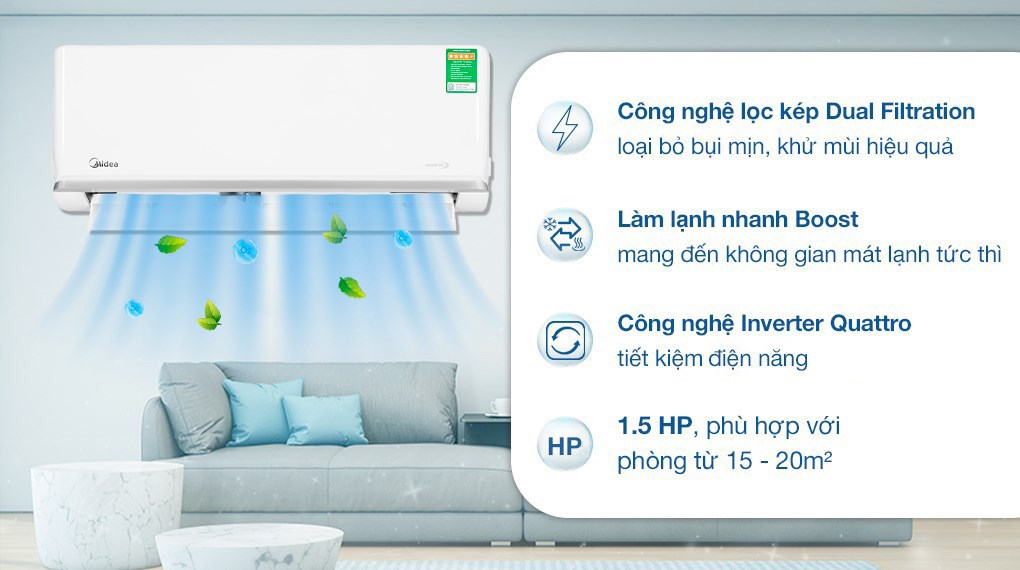 Midea
Công nghệ lọc kép Dual Filtration
loại bỏ bụi mịn, khử mùi hiệu quả
Làm lạnh nhanh Boost
mang đến không gian mát lạnh tức thì
Công nghệ Inverter Quattro
tiết kiệm điện năng
HP
1.5 HP, phù hợp với
phòng từ 15 - 20m²